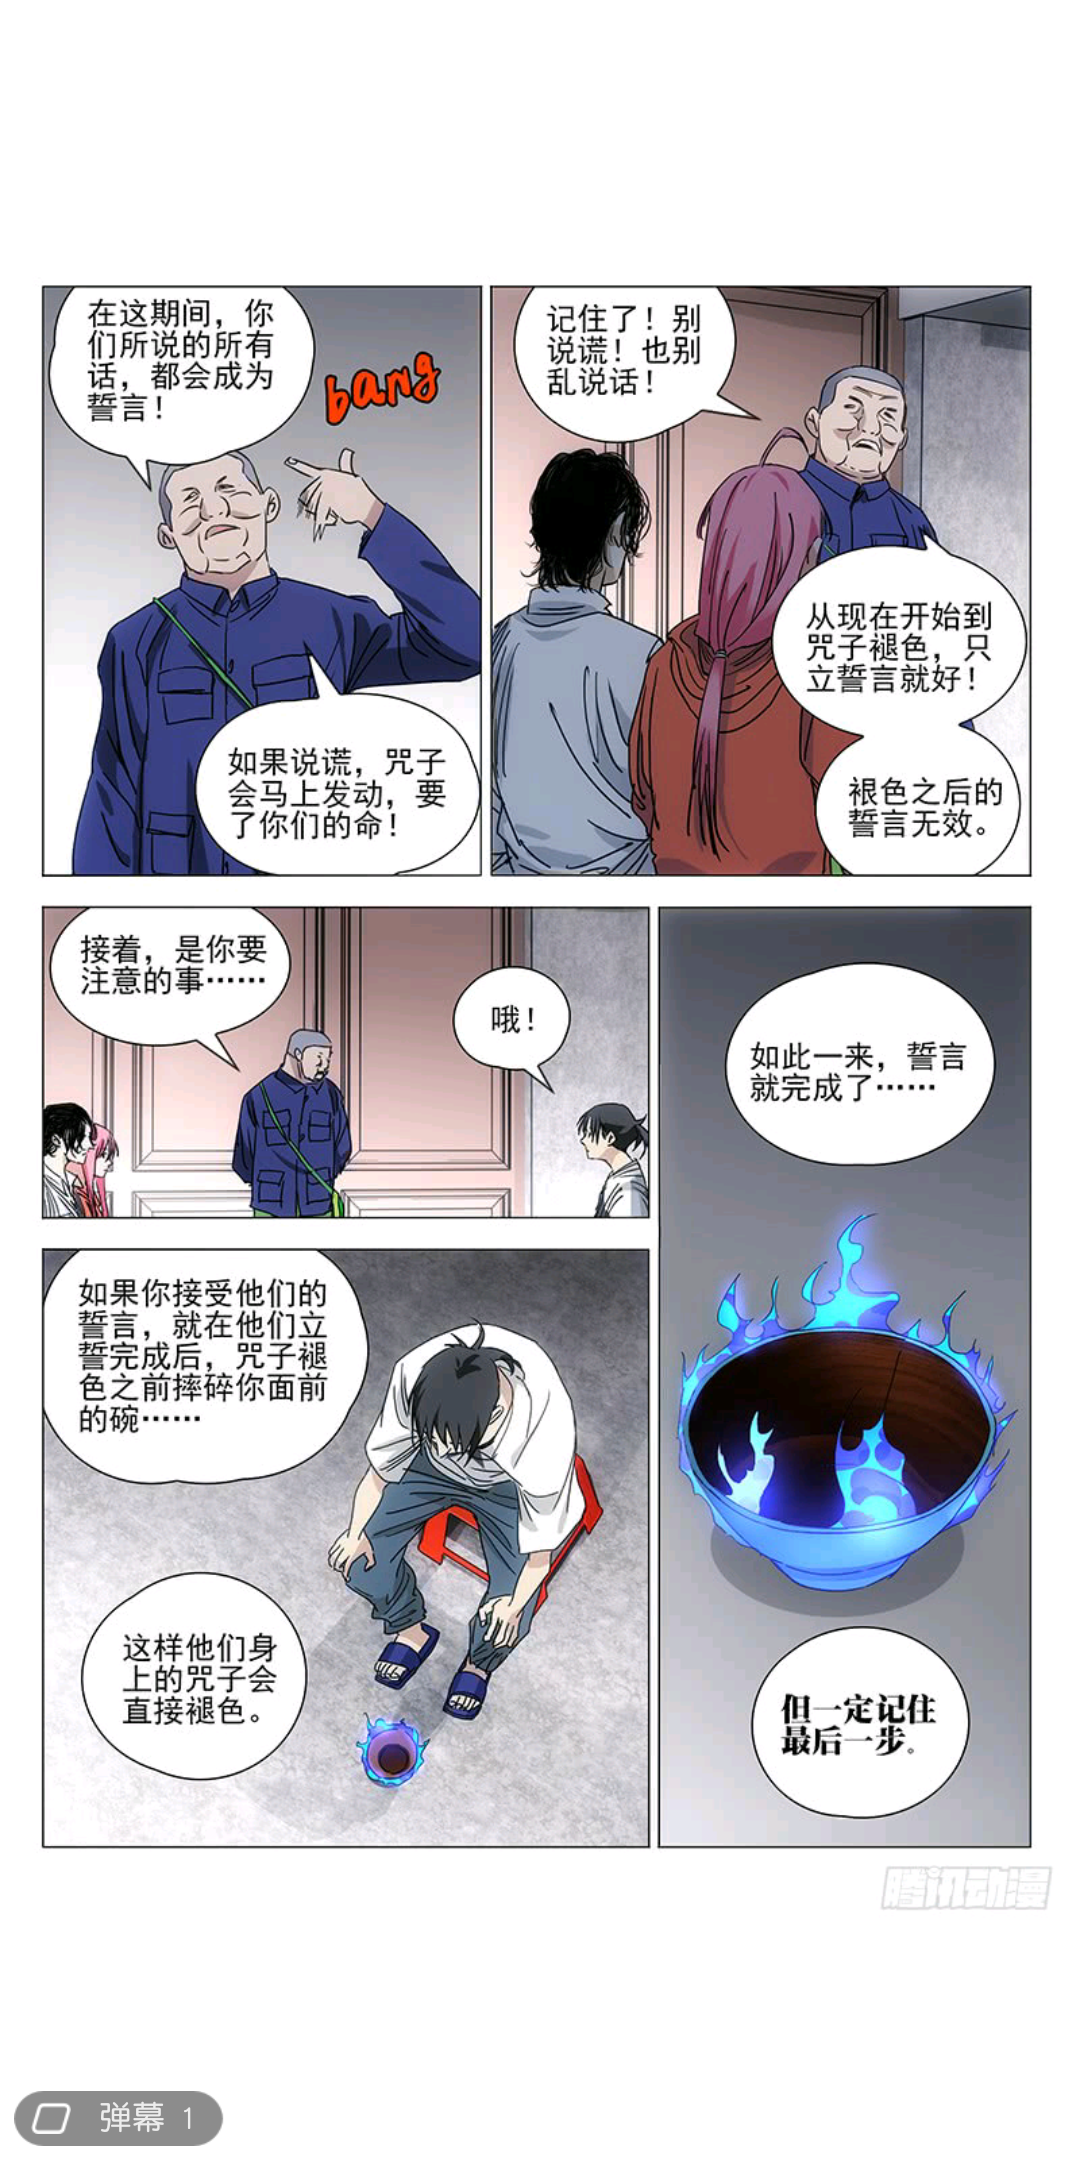 在这期间，你
们所说的所有
话，都会成为
誓言！
bang
如果说谎，咒子
会马上发动，要
了你们的命！
记住了！别
说谎！也别
乱说话！
从现在开始到
咒子褪色，只
立誓言就好！
褪色之后的
誓言无效。
接着，是你要
注意的事……
哦！
如果你接受他们的
誓言，就在他们立
誓完成后，咒子褪
色之前摔碎你面前
的碗……
这样他们身
上的咒子会
直接褪色。
如此一来，誓言
就完成了……
但一定记住
最后一步。
腾讯动漫
弹幕 1